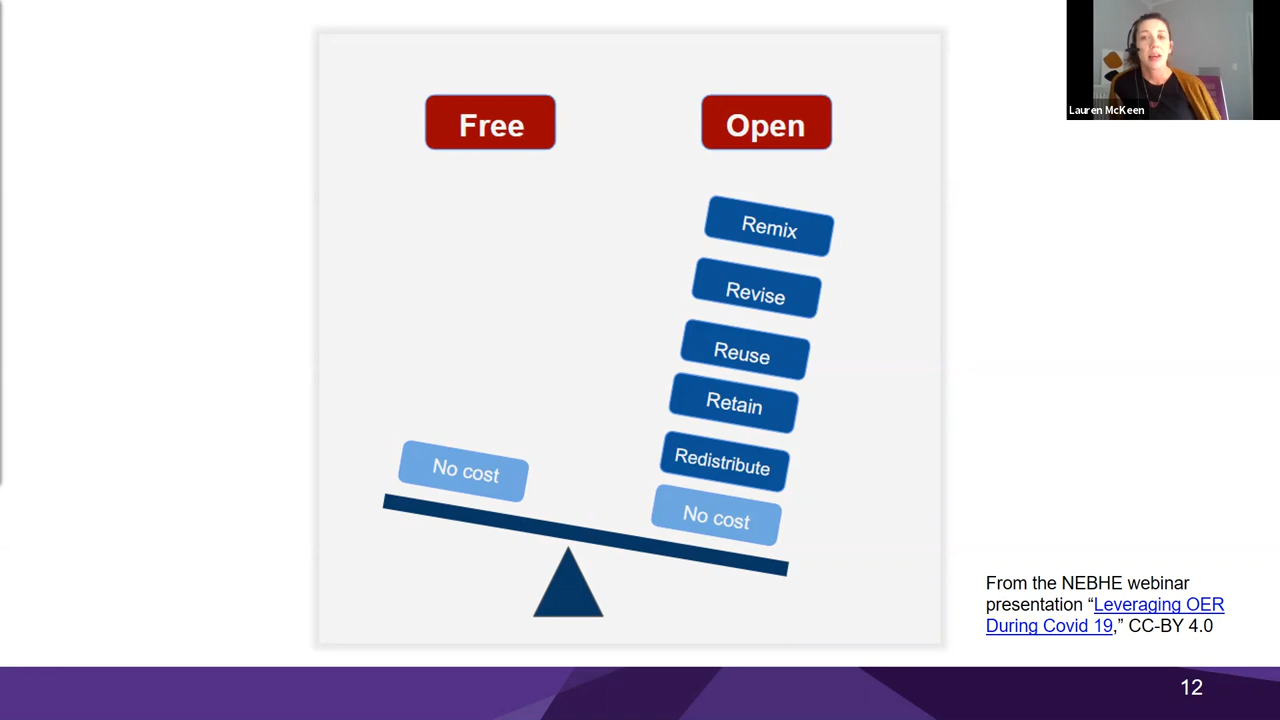 Lauren McKeen
Free
Open
Remix
Revise
Reuse
Retain
Redistribute
No cost
No cost
From the NEBHE webinar
presentation “Leveraging OER
During Covid 19,” CC-BY 4.0
12